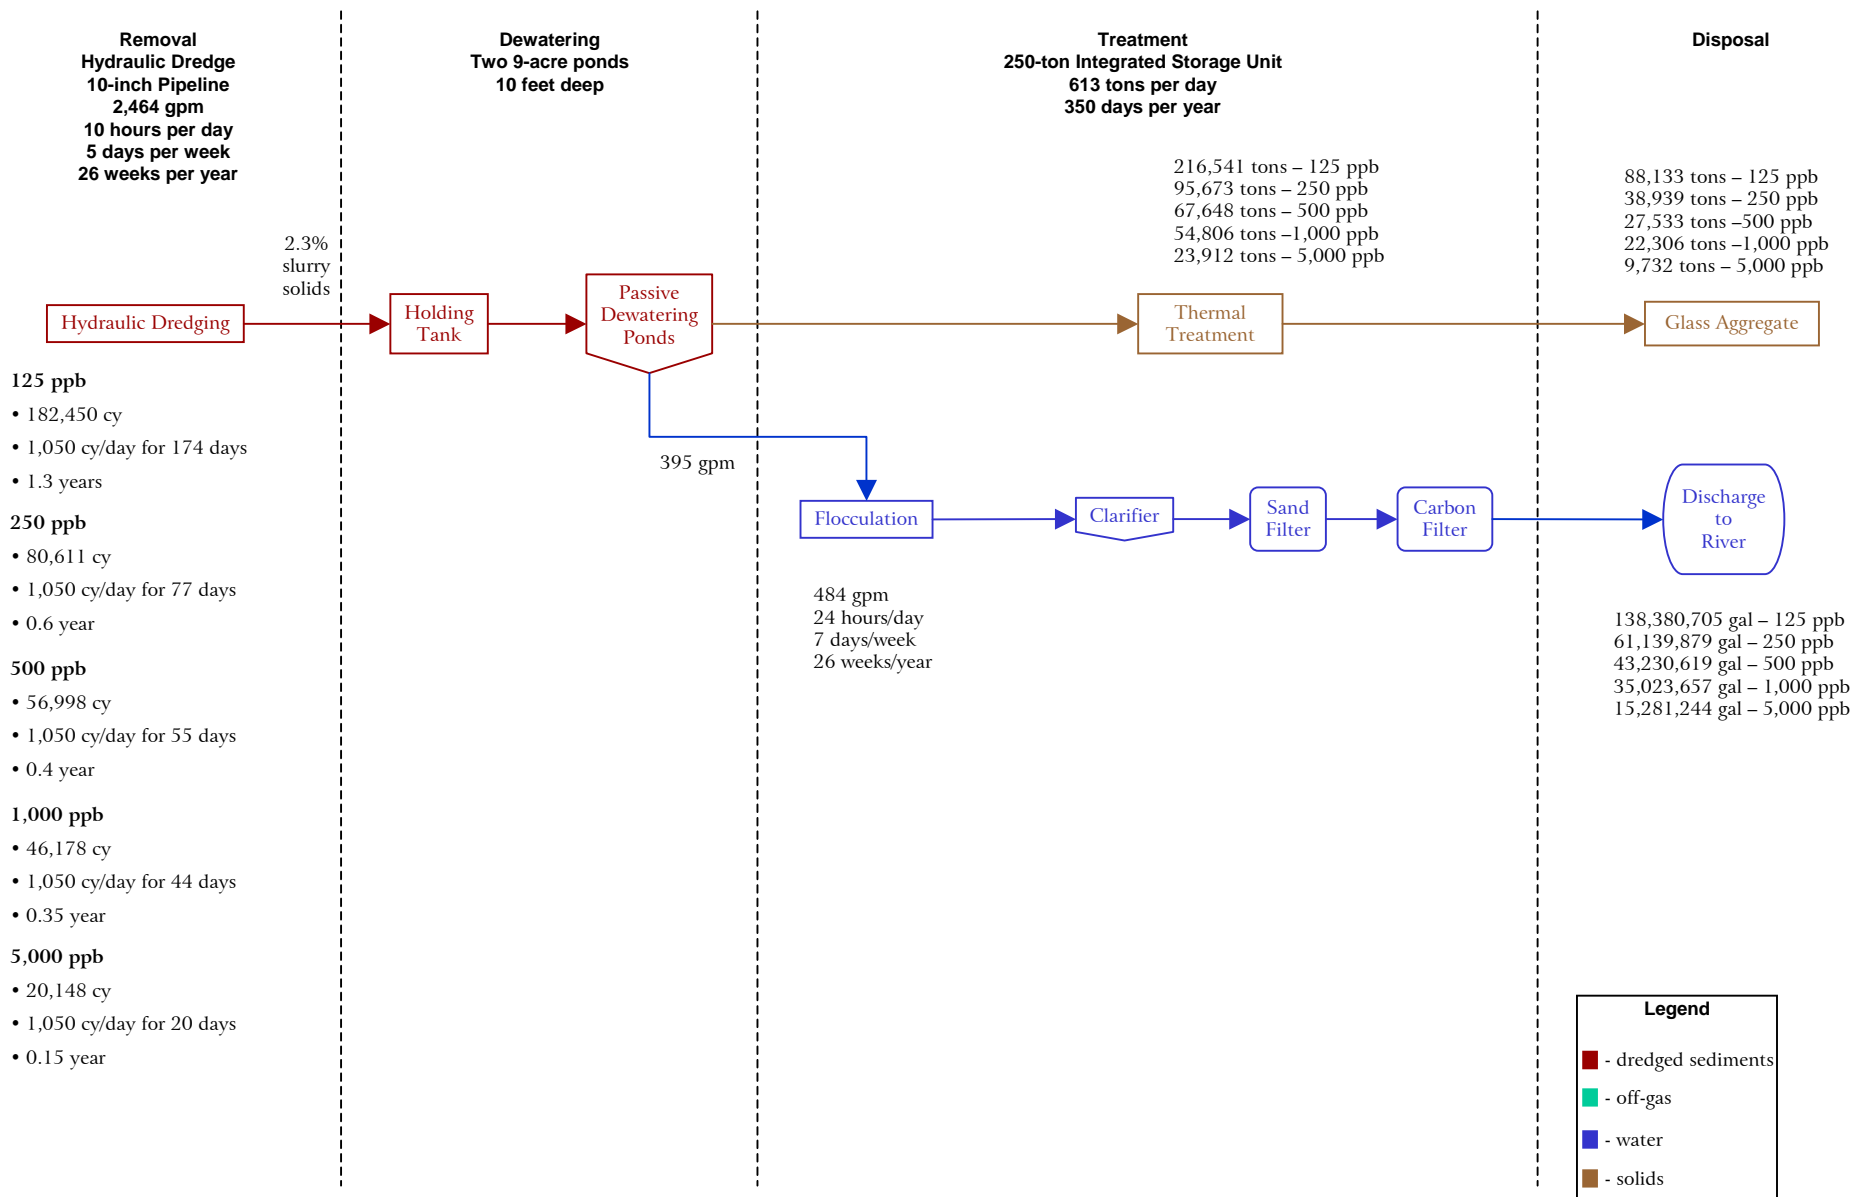 Removal
Hydraulic Dredge
10-inch Pipeline
2,464 gpm
10 hours per day
5 days per week
26 weeks per year
Dewatering
Two 9-acre ponds
10 feet deep
Treatment
250-ton Integrated Storage Unit
613 tons per day
350 days per year
Disposal
216,541 tons – 125 ppb
95,673 tons – 250 ppb
67,648 tons – 500 ppb
54,806 tons –1,000 ppb
23,912 tons – 5,000 ppb
88,133 tons – 125 ppb
38,939 tons – 250 ppb
27,533 tons –500 ppb
22,306 tons –1,000 ppb
9,732 tons – 5,000 ppb
2.3%
slurry
solids
Hydraulic Dredging
Holding
Tank
Passive
Dewatering
Ponds
Thermal
Treatment
Glass Aggregate
125 ppb
• 182,450 cy
• 1,050 cy/day for 174 days
• 1.3 years
250 ppb
• 80,611 cy
• 1,050 cy/day for 77 days
• 0.6 year
500 ppb
• 56,998 cy
• 1,050 cy/day for 55 days
• 0.4 year
1,000 ppb
• 46,178 cy
• 1,050 cy/day for 44 days
• 0.35 year
5,000 ppb
• 20,148 cy
• 1,050 cy/day for 20 days
• 0.15 year
395 gpm
Flocculation
Clarifier
Sand
Filter
Carbon
Filter
Discharge
to
River
484 gpm
24 hours/day
7 days/week
26 weeks/year
138,380,705 gal – 125 ppb
61,139,879 gal – 250 ppb
43,230,619 gal – 500 ppb
35,023,657 gal – 1,000 ppb
15,281,244 gal – 5,000 ppb
Legend
- dredged sediments
- off-gas
- water
- solids